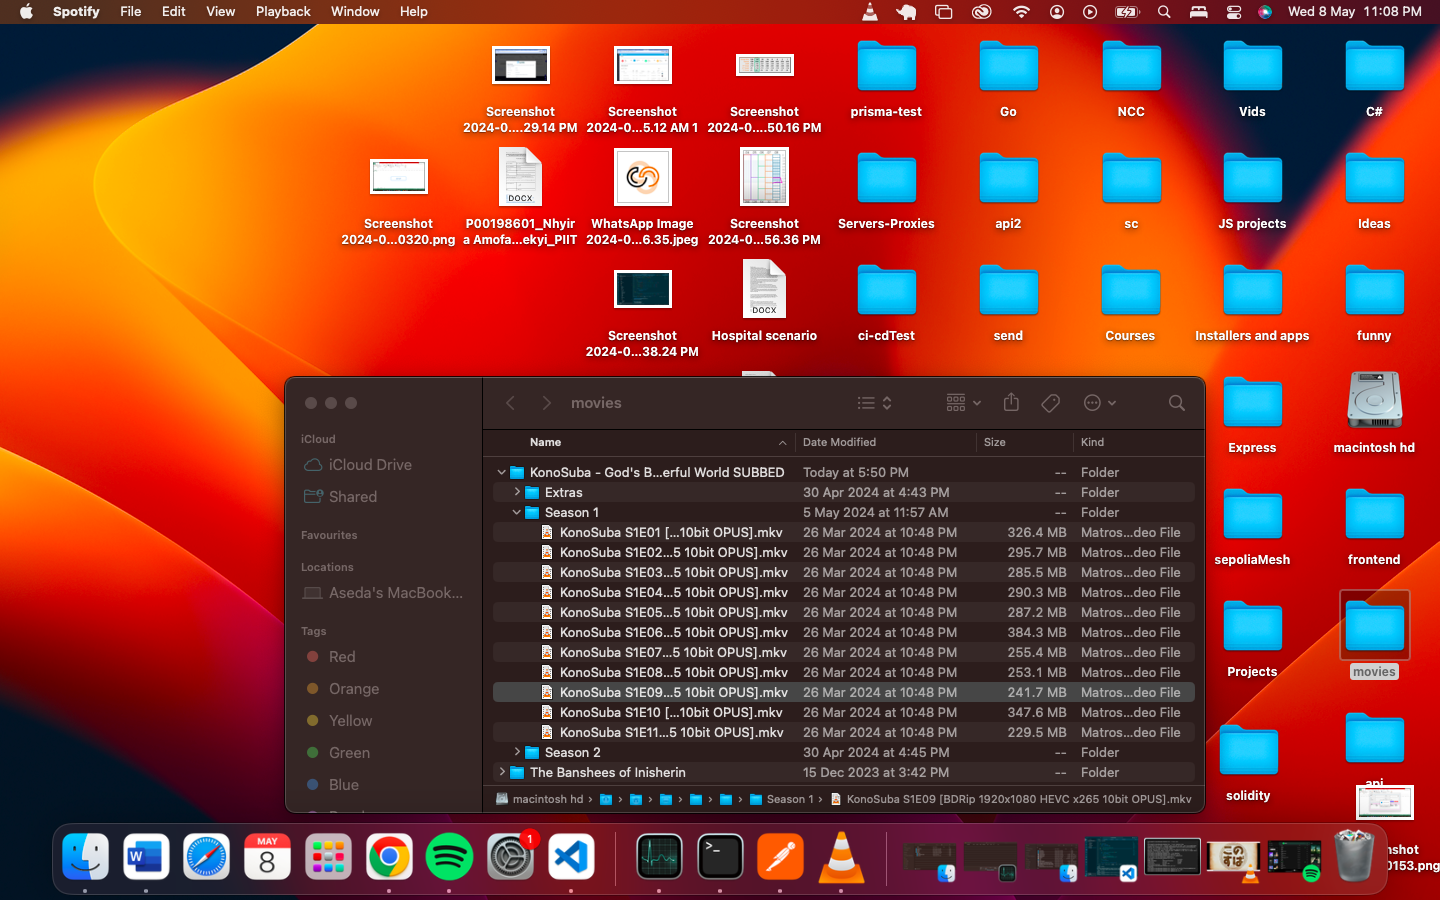 Spotify File Edit View Playback Window Help Wed 8 May 11:08 PM
Screenshot
2024-0....29.14 PM
Screenshot
2024-0...5.12 AM 1
Screenshot
2024-0....50.16 PM
prisma-test
Go
NCC
Vids
C#
Screenshot
2024-0...0320.png
DOCX
P00198601_Nhyir
a Amofa...ekyi_PIIT
WhatsApp Image
2024-0...6.35.jpeg
Screenshot
2024-0...56.36 PM
Servers-Proxies
api2
sc
JS projects
Ideas
Screenshot
2024-0...38.24 PM
DOCX
Hospital scenario
ci-cdTest
send
Courses
Installers and apps
funny
Express
macintosh hd
sepoliaMesh
frontend
Projects
movies
solidity
api
nshot
0153.png
movies
iCloud
iCloud Drive
Shared
Favourites
Locations
Aseda's MacBook...
Tags
Red
Orange
Yellow
Green
Blue
Name Date Modified Size Kind
KonoSuba - God's B...erful World SUBBED Today at 5:50 PM -- Folder
Extras 30 Apr 2024 at 4:43 PM -- Folder
Season 1 5 May 2024 at 11:57 AM -- Folder
KonoSuba S1E01 [...10bit OPUS].mkv 26 Mar 2024 at 10:48 PM 326.4 MB Matros...deo File
KonoSuba S1E02...5 10bit OPUS].mkv 26 Mar 2024 at 10:48 PM 295.7 MB Matros...deo File
KonoSuba S1E03...5 10bit OPUS].mkv 26 Mar 2024 at 10:48 PM 285.5 MB Matros...deo File
KonoSuba S1E04...5 10bit OPUS].mkv 26 Mar 2024 at 10:48 PM 290.3 MB Matros...deo File
KonoSuba S1E05...5 10bit OPUS].mkv 26 Mar 2024 at 10:48 PM 287.2 MB Matros...deo File
KonoSuba S1E06...5 10bit OPUS].mkv 26 Mar 2024 at 10:48 PM 384.3 MB Matros...deo File
KonoSuba S1E07...5 10bit OPUS].mkv 26 Mar 2024 at 10:48 PM 255.4 MB Matros...deo File
KonoSuba S1E08...5 10bit OPUS].mkv 26 Mar 2024 at 10:48 PM 253.1 MB Matros...deo File
KonoSuba S1E09...5 10bit OPUS].mkv 26 Mar 2024 at 10:48 PM 241.7 MB Matros...deo File
KonoSuba S1E10 [...10bit OPUS].mkv 26 Mar 2024 at 10:48 PM 347.6 MB Matros...deo File
KonoSuba S1E11...5 10bit OPUS].mkv 26 Mar 2024 at 10:48 PM 229.5 MB Matros...deo File
Season 2 30 Apr 2024 at 4:45 PM -- Folder
The Banshees of Inisherin 15 Dec 2023 at 3:42 PM -- Folder
macintosh hd › › › › › › Season 1 › KonoSuba S1E09 [BDRip 1920x1080 HEVC x265 10bit OPUS].mkv
W
MAY
8
1
>_
このすば